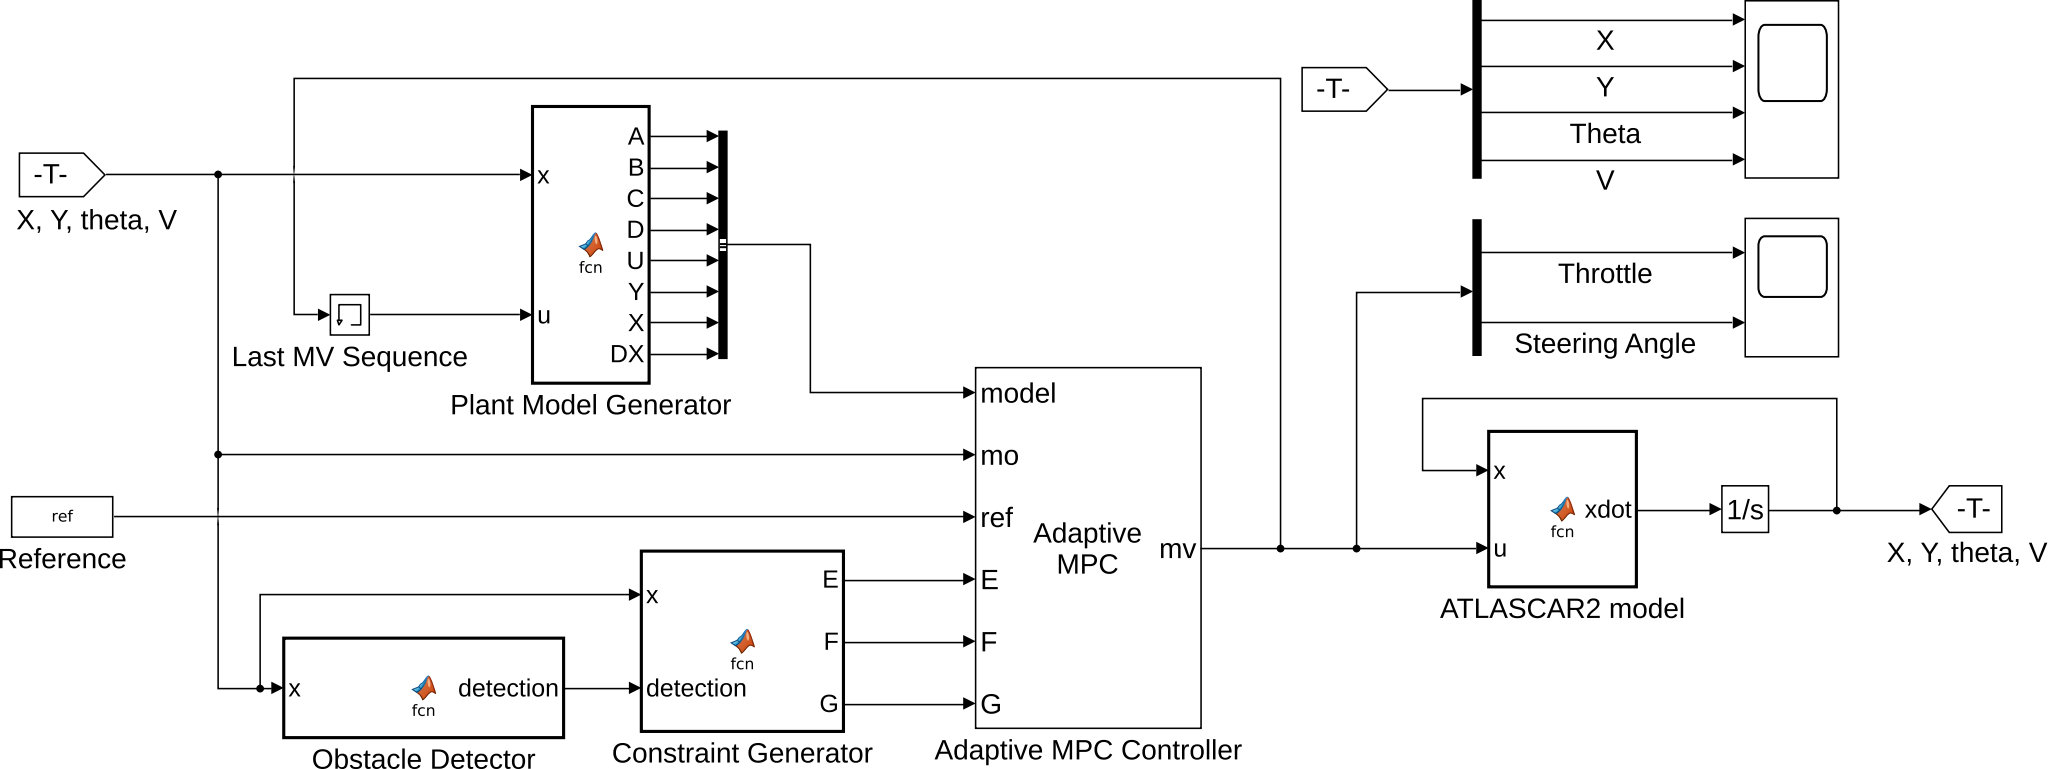 -T-
X, Y, theta, V
Last MV Sequence
x
u
fcn
A
B
C
D
U
Y
X
DX
Plant Model Generator
ref
Reference
x
fcn
detection
Obstacle Detector
x
detection
fcn
E
F
G
Constraint Generator
model
mo
ref
E
F
G
Adaptive
MPC
mv
Adaptive MPC Controller
-T-
X
Y
Theta
V
Throttle
Steering Angle
x
u
fcn
xdot
ATLASCAR2 model
1/s
-T-
X, Y, theta, V